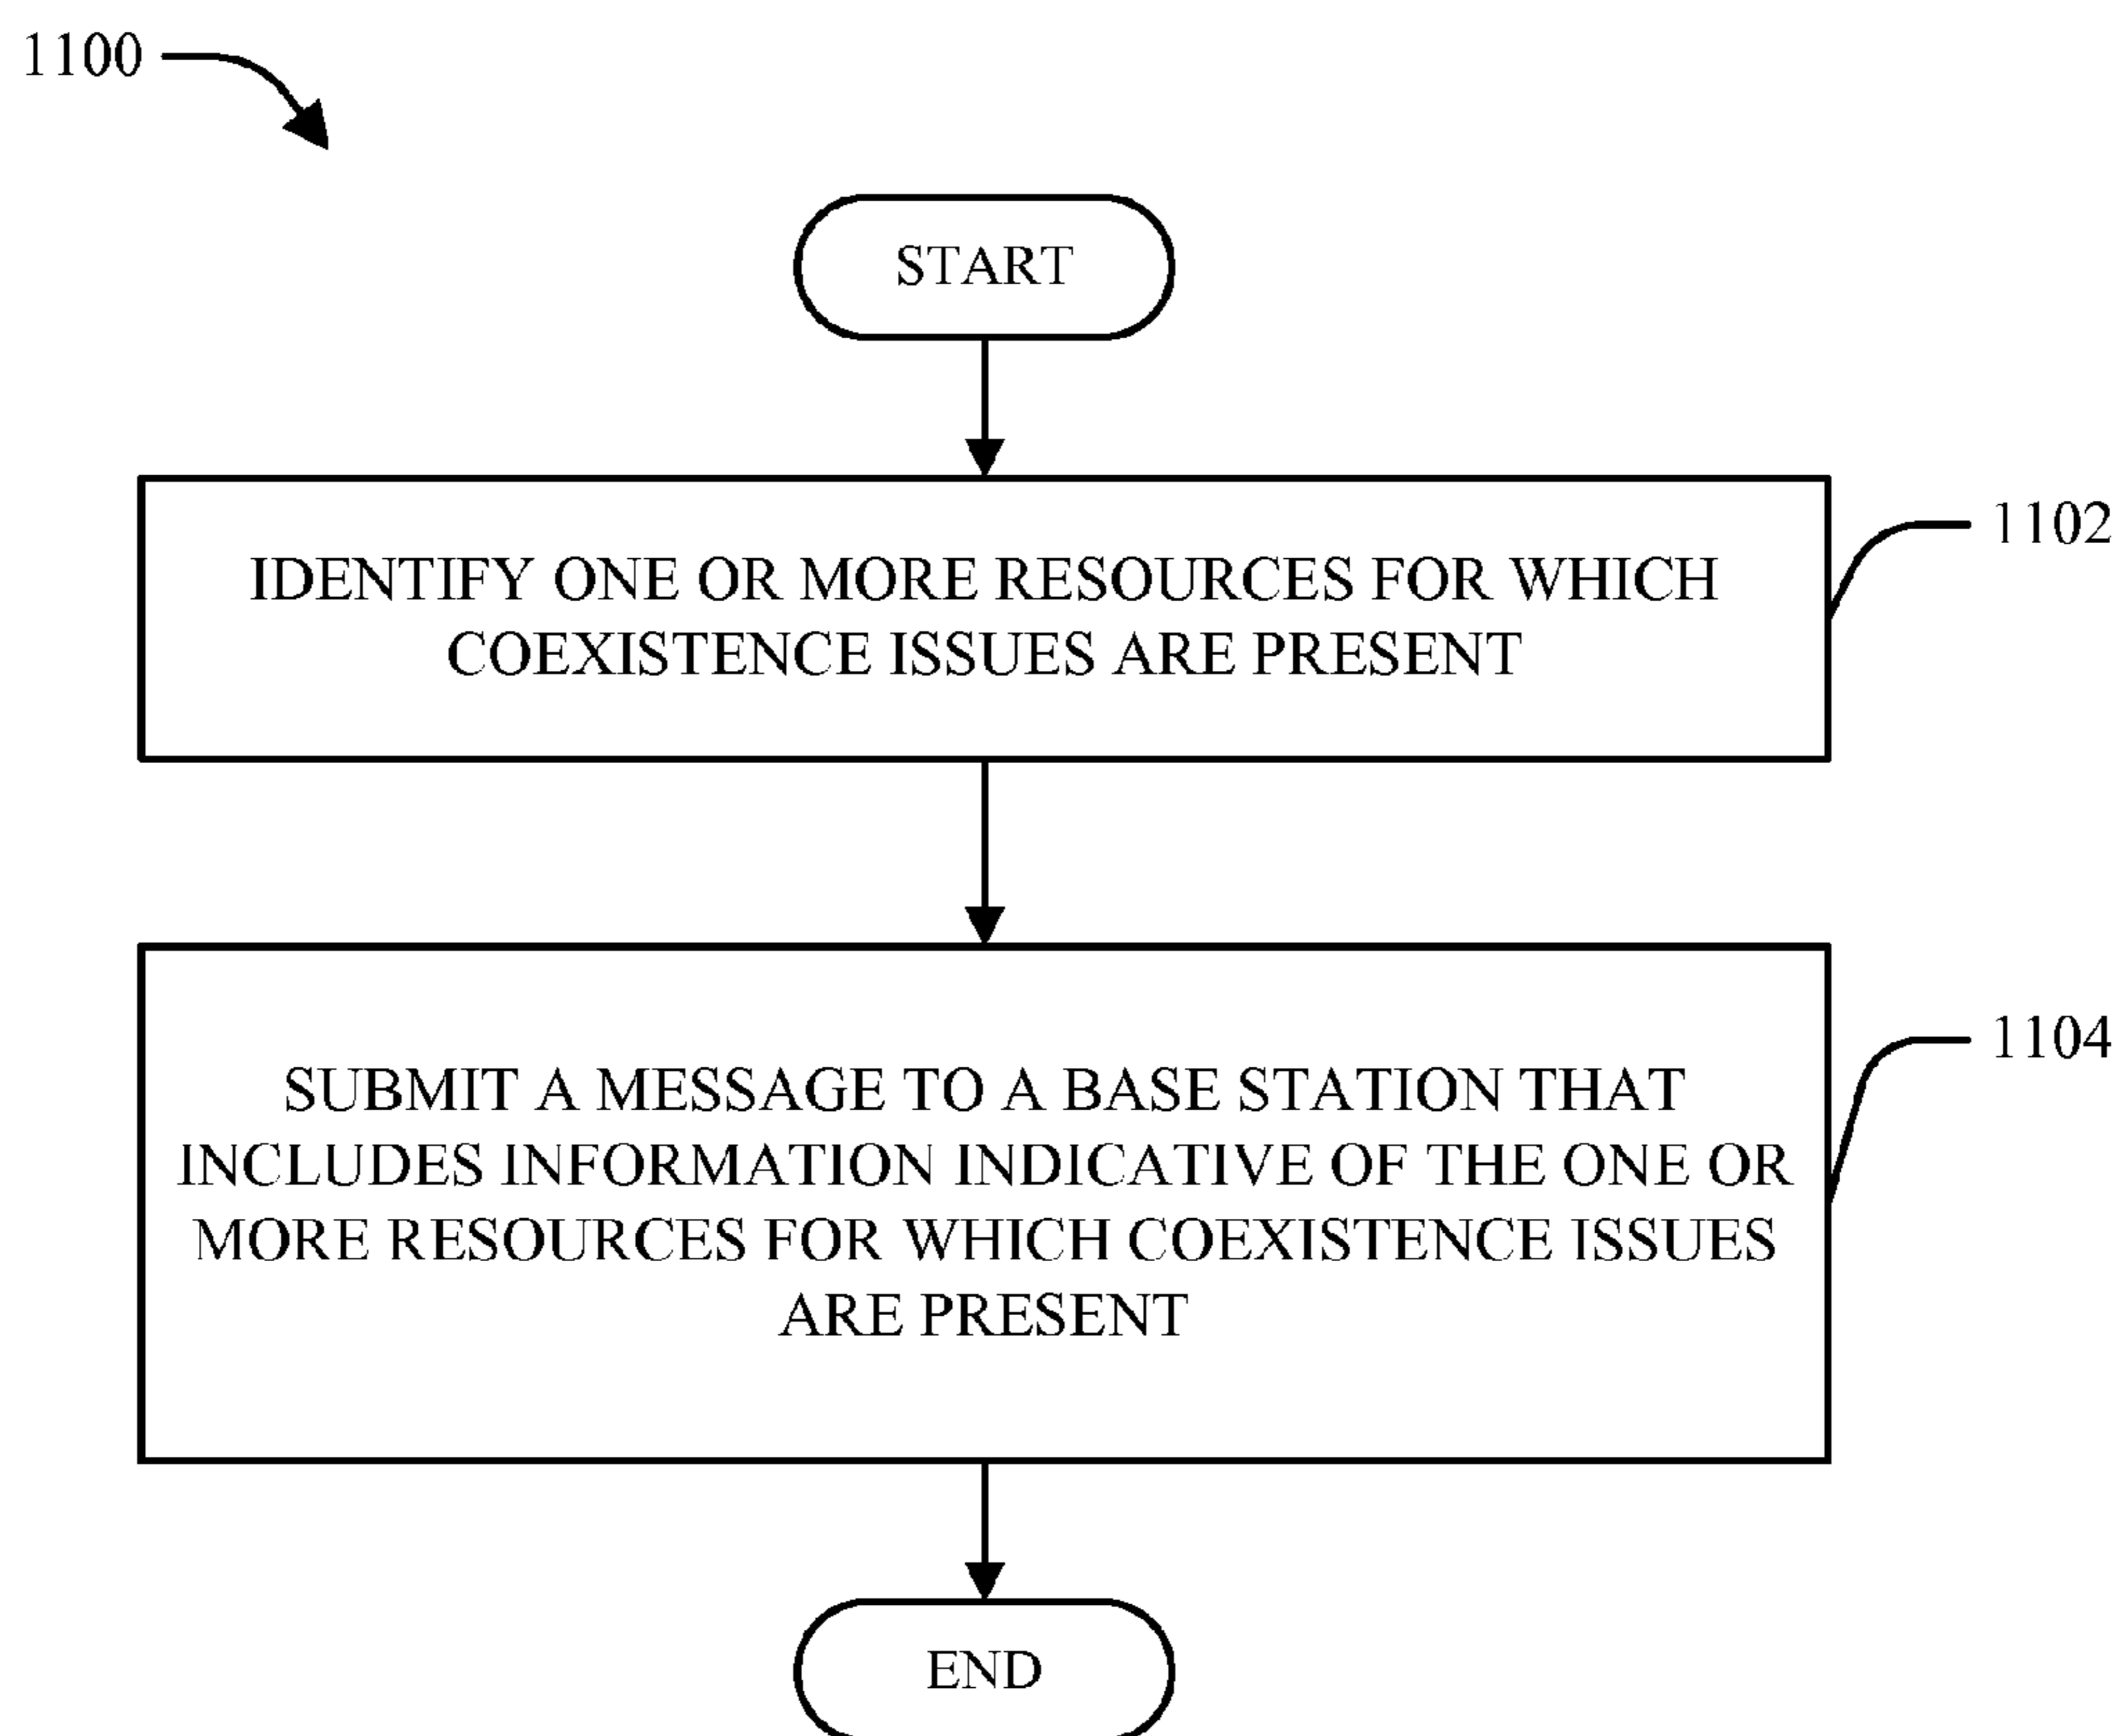 1100
START
IDENTIFY ONE OR MORE RESOURCES FOR WHICH
COEXISTENCE ISSUES ARE PRESENT
1102
SUBMIT A MESSAGE TO A BASE STATION THAT
INCLUDES INFORMATION INDICATIVE OF THE ONE OR
MORE RESOURCES FOR WHICH COEXISTENCE ISSUES
ARE PRESENT
1104
END